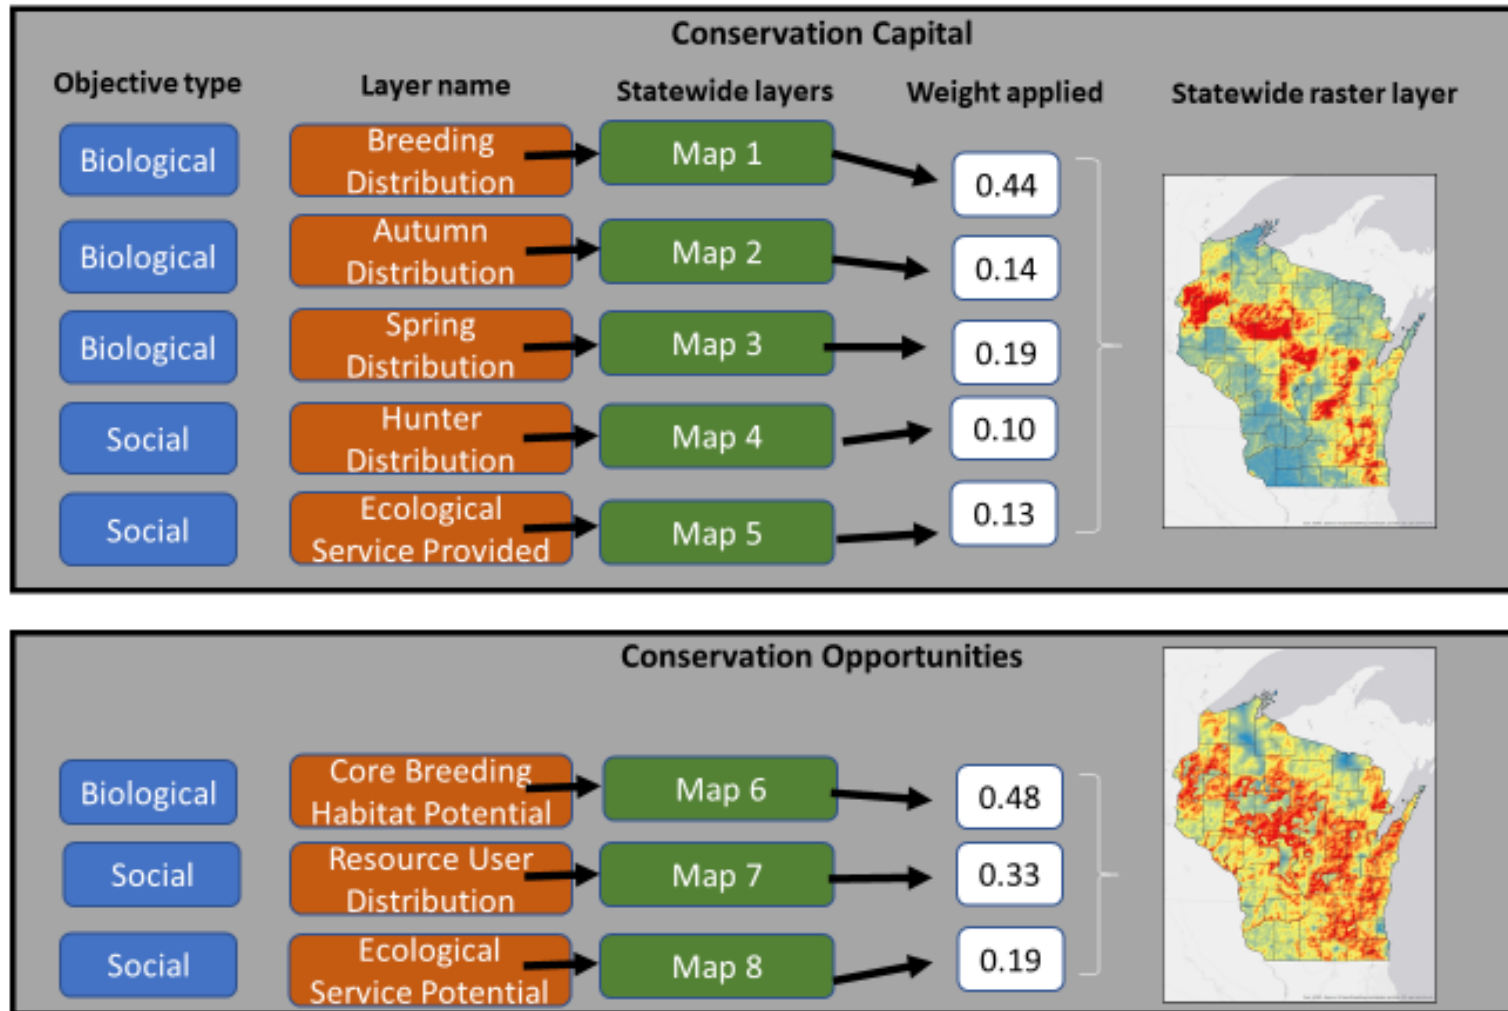 Conservation Capital
Objective type
Layer name
Statewide layers
Weight applied
Statewide raster layer
Biological
Breeding
Distribution
Map 1
0.44
Biological
Autumn
Distribution
Map 2
0.14
Biological
Spring
Distribution
Map 3
0.19
Social
Hunter
Distribution
Map 4
0.10
Social
Ecological
Service Provided
Map 5
0.13
Conservation Opportunities
Biological
Core Breeding
Habitat Potential
Map 6
0.48
Social
Resource User
Distribution
Map 7
0.33
Social
Ecological
Service Potential
Map 8
0.19